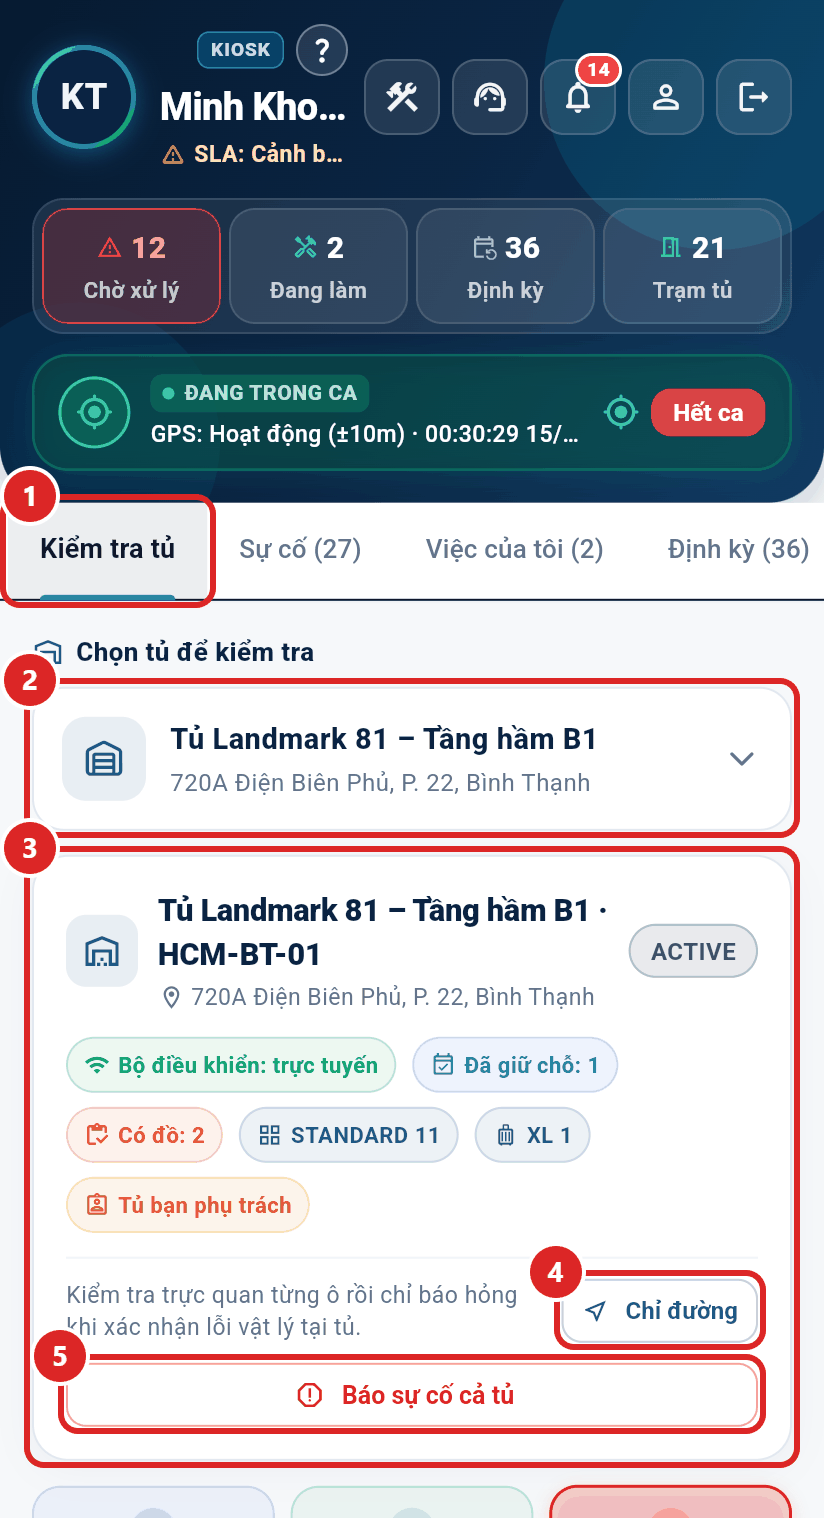 KT
KIOSK
?
Minh Kho...
SLA: Cảnh b...
14
12
Chờ xử lý
2
Đang làm
36
Định kỳ
21
Trạm tủ
ĐANG TRONG CA
GPS: Hoạt động (±10m) · 00:30:29 15/...
Hết ca
1
Kiểm tra tủ
Sự cố (27)
Việc của tôi (2)
Định kỳ (36)
Chọn tủ để kiểm tra
2
Tủ Landmark 81 – Tầng hầm B1
720A Điện Biên Phủ, P. 22, Bình Thạnh
3
Tủ Landmark 81 – Tầng hầm B1 ·
HCM-BT-01
ACTIVE
720A Điện Biên Phủ, P. 22, Bình Thạnh
Bộ điều khiển: trực tuyến
Đã giữ chỗ: 1
Có đồ: 2
STANDARD 11
XL 1
Tủ bạn phụ trách
Kiểm tra trực quan từng ô rồi chỉ báo hỏng
khi xác nhận lỗi vật lý tại tủ.
4
Chỉ đường
5
Báo sự cố cả tủ